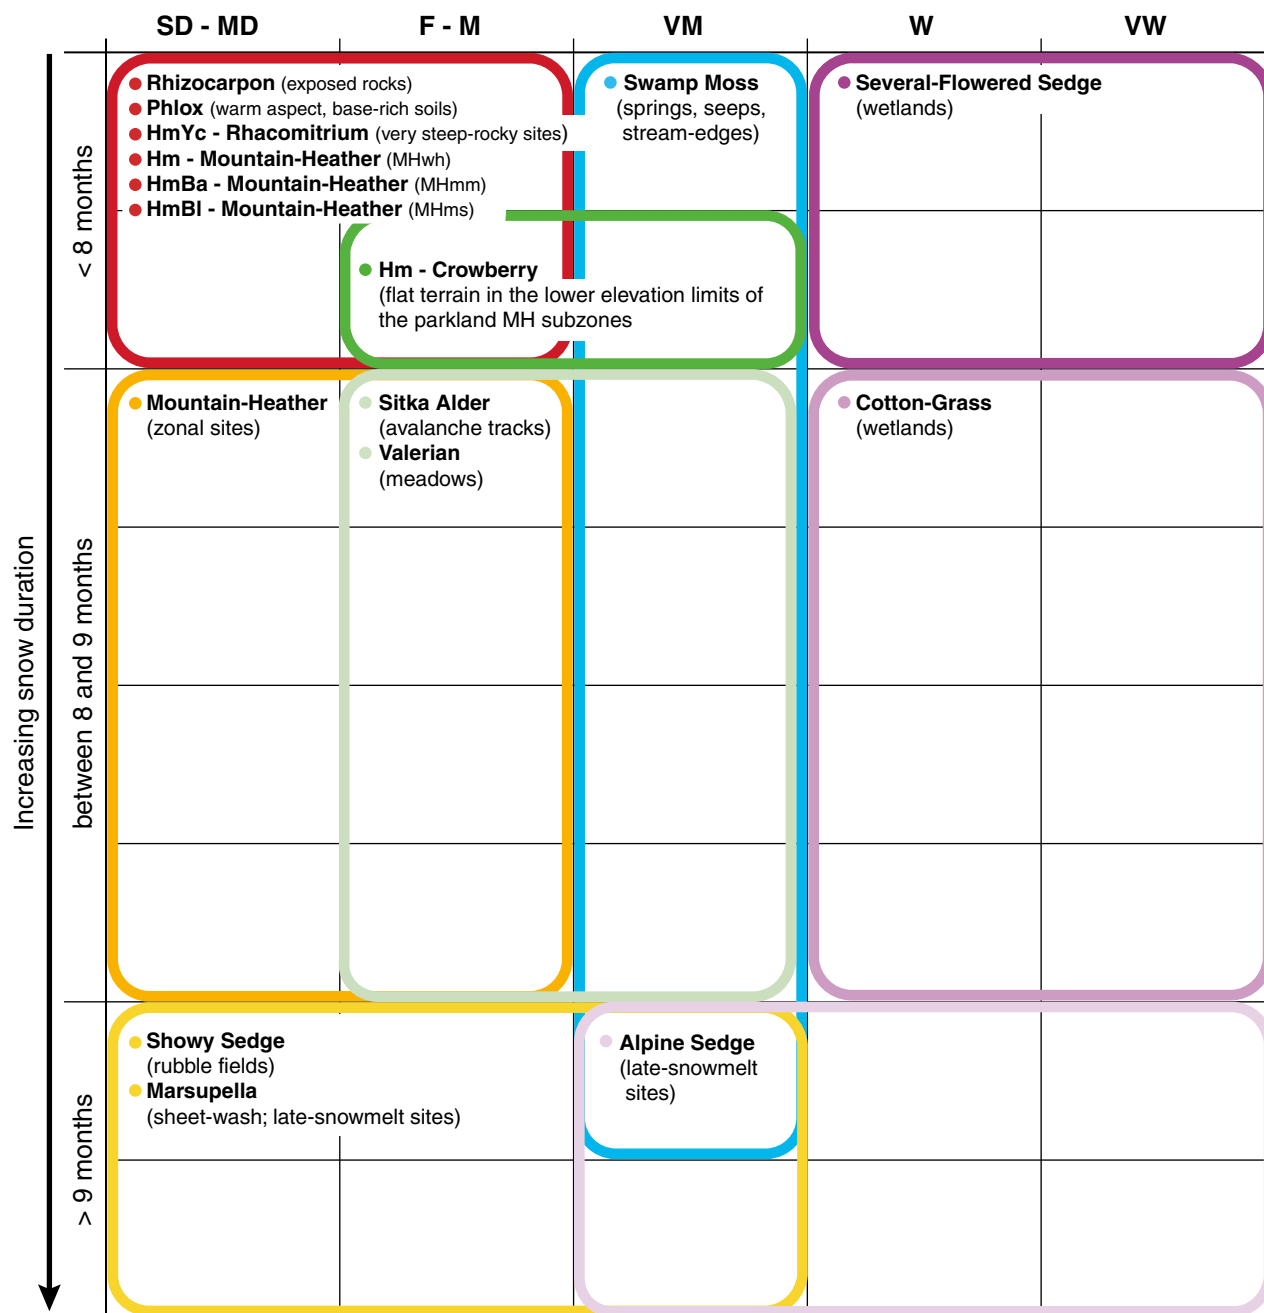 SD - MD
F - M
VM
W
VW
Increasing snow duration
< 8 months
Rhizocarpon (exposed rocks)
Phlox (warm aspect, base-rich soils)
HmYc - Rhacomitrium (very steep-rocky sites)
Hm - Mountain-Heather (MHwh)
HmBa - Mountain-Heather (MHmm)
HmBl - Mountain-Heather (MHms)
Swamp Moss
(springs, seeps,
stream-edges)
Several-Flowered Sedge
(wetlands)
Hm - Crowberry
(flat terrain in the lower elevation limits of
the parkland MH subzones
between 8 and 9 months
Mountain-Heather
(zonal sites)
Sitka Alder
(avalanche tracks)
Valerian
(meadows)
Cotton-Grass
(wetlands)
> 9 months
Showy Sedge
(rubble fields)
Marsupella
(sheet-wash; late-snowmelt sites)
Alpine Sedge
(late-snowmelt
sites)